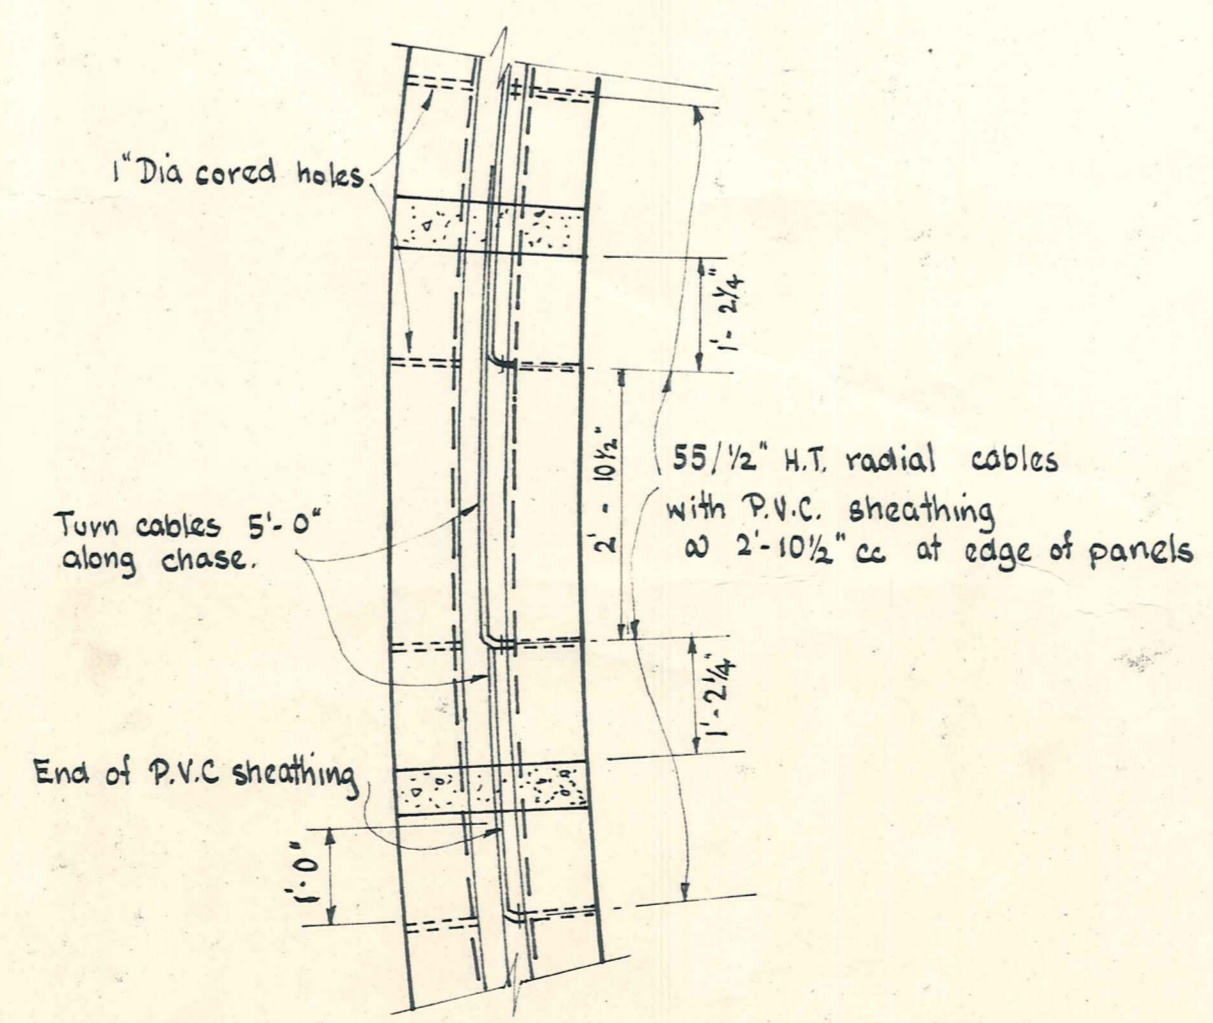 1" Dia cored holes
1'- 2¼"
2' - 10½"
55/½" H.T. radial cables
with P.V.C. sheathing
@ 2'-10½" cc at edge of panels
Turn cables 5'-0"
along chase.
1'-2¼"
End of P.V.C sheathing
1'-0"